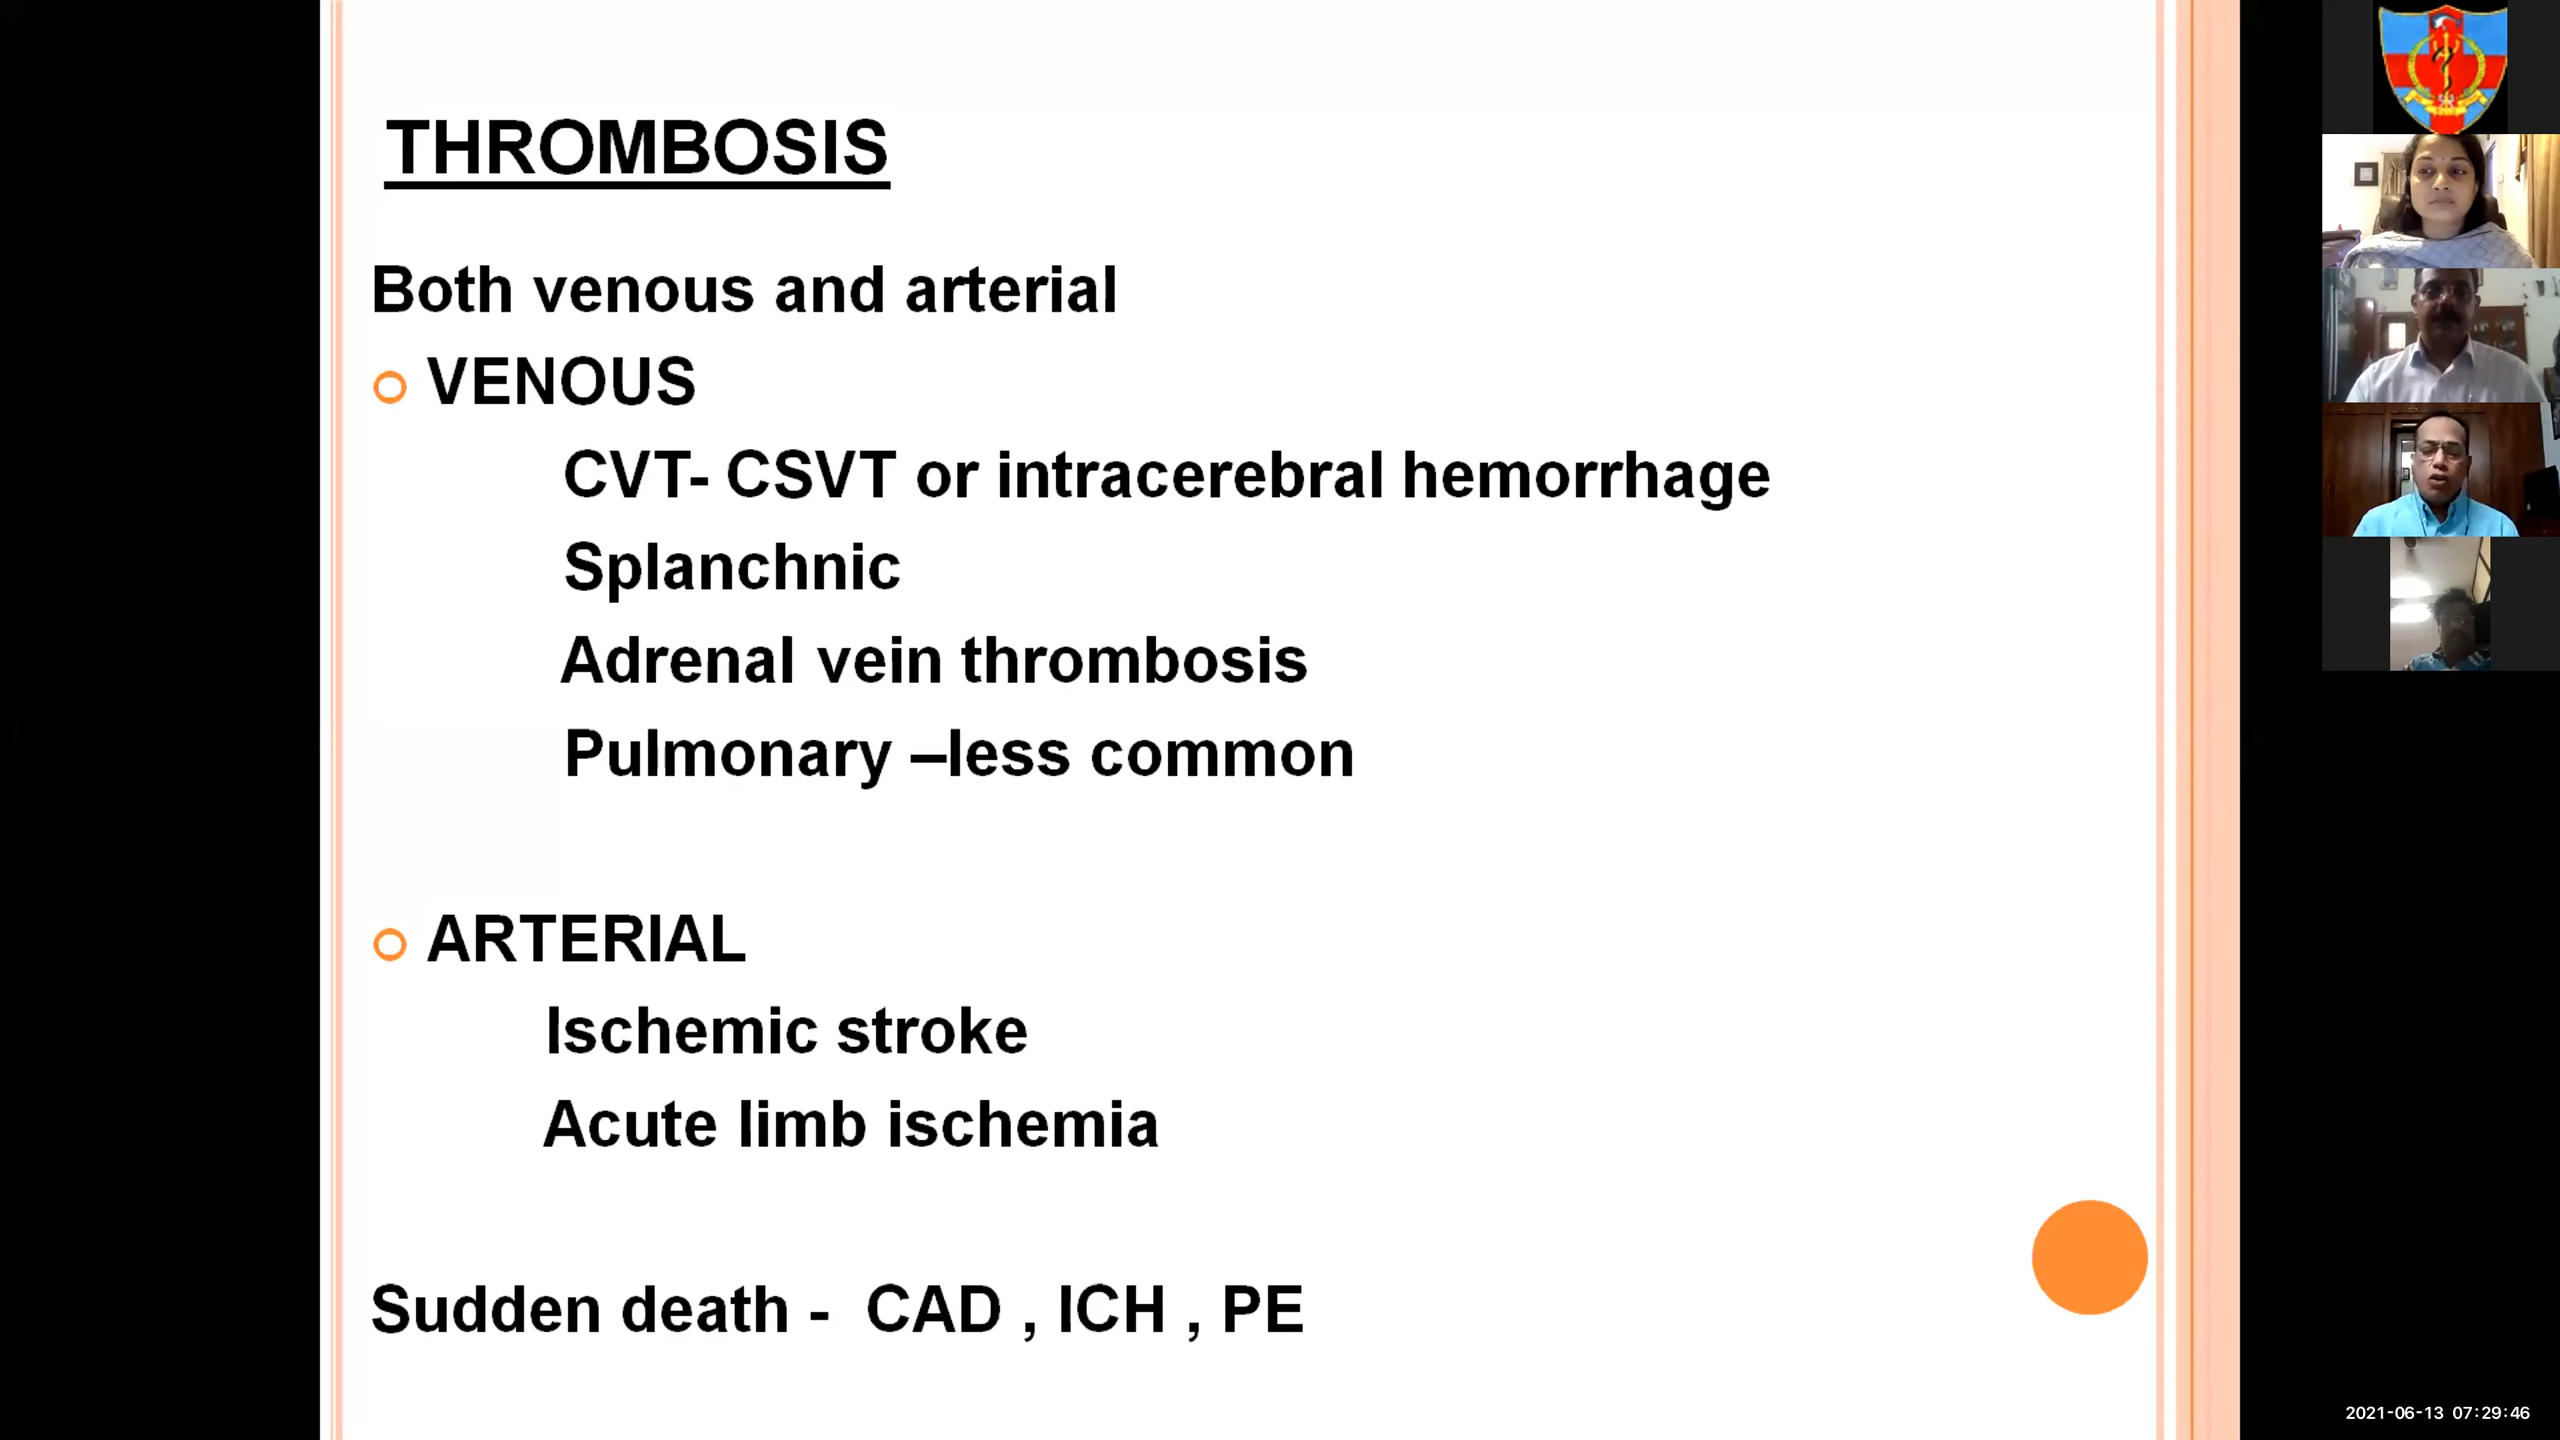 THROMBOSIS
Both venous and arterial
VENOUS
CVT- CSVT or intracerebral hemorrhage
Splanchnic
Adrenal vein thrombosis
Pulmonary –less common
ARTERIAL
Ischemic stroke
Acute limb ischemia
Sudden death - CAD , ICH , PE
2021-06-13 07:29:46